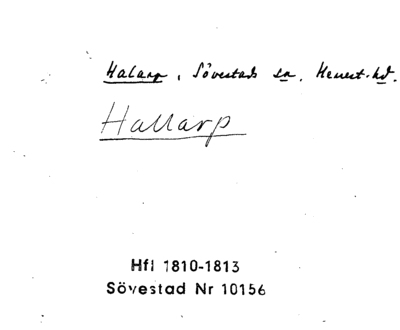 Halarp, Sövestads sn. Herrest. hd.
Hallarp
Hfl 1810-1813
Sövestad Nr 10156